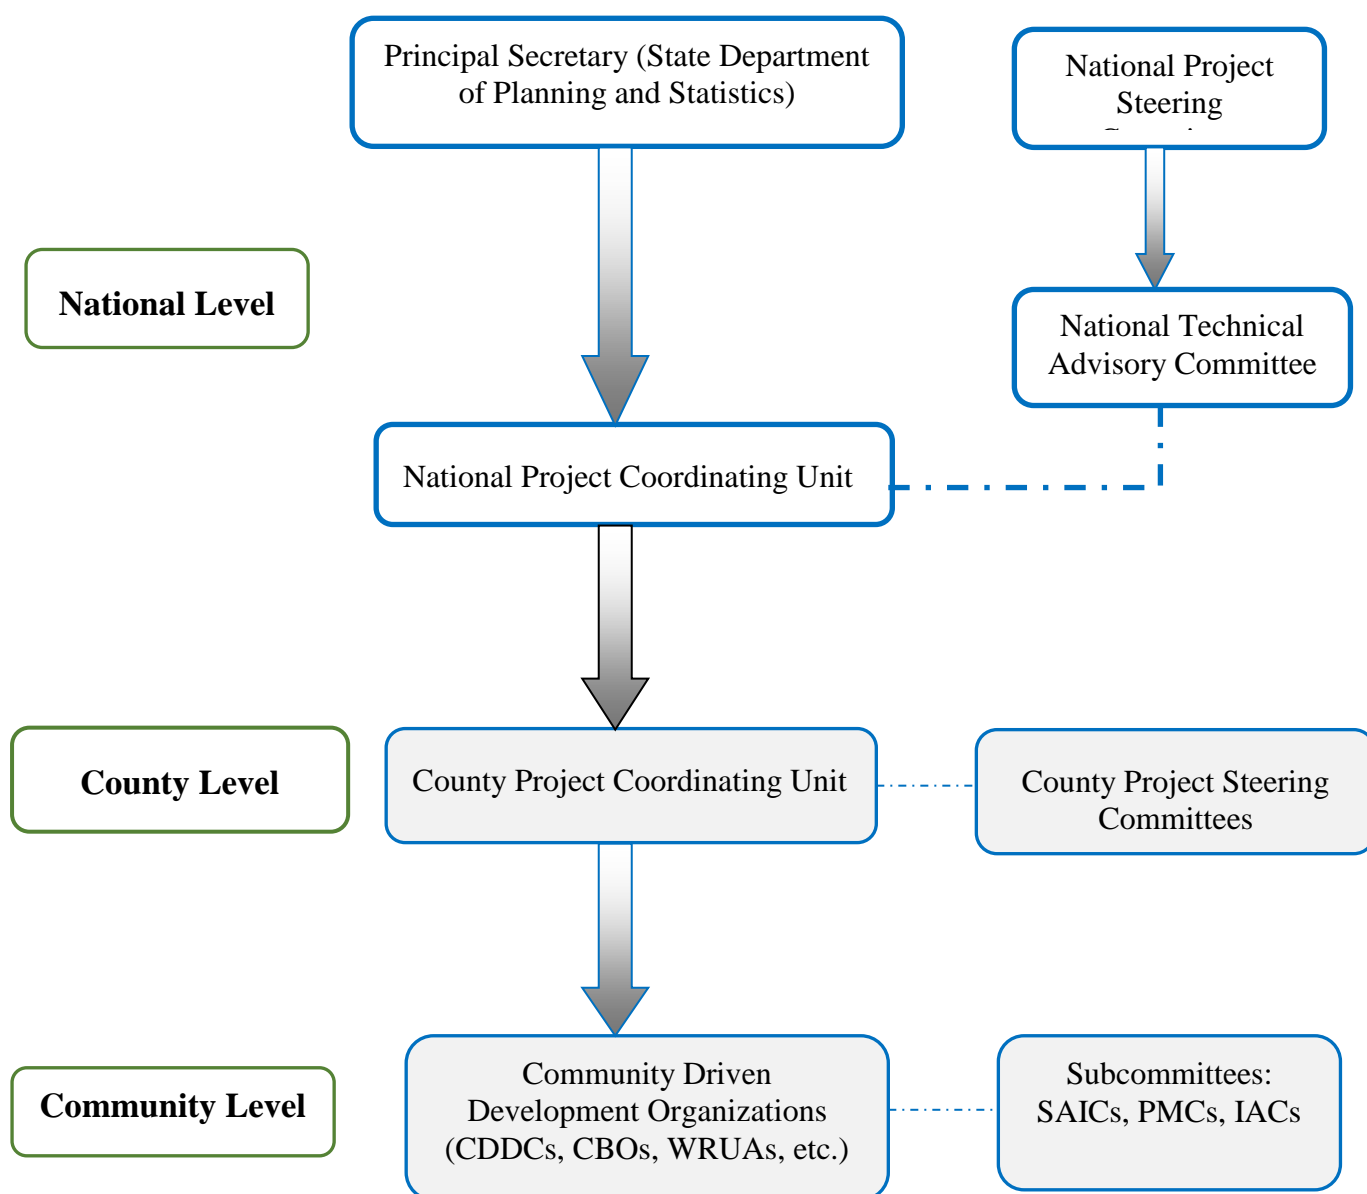 Principal Secretary (State Department
of Planning and Statistics)
National Project
Steering
National Level
National Technical
Advisory Committee
National Project Coordinating Unit
County Level
County Project Coordinating Unit
County Project Steering
Committees
Community Level
Community Driven
Development Organizations
(CDDCs, CBOs, WRUAs, etc.)
Subcommittees:
SAICs, PMCs, IACs